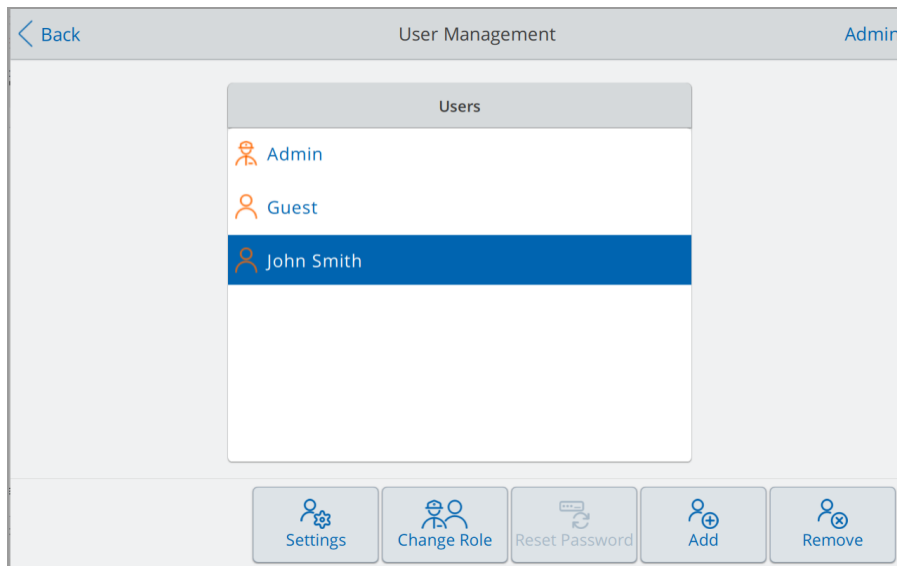 Back
User Management
Admin
Users
Admin
Guest
John Smith
Settings
Change Role
Reset Password
Add
Remove